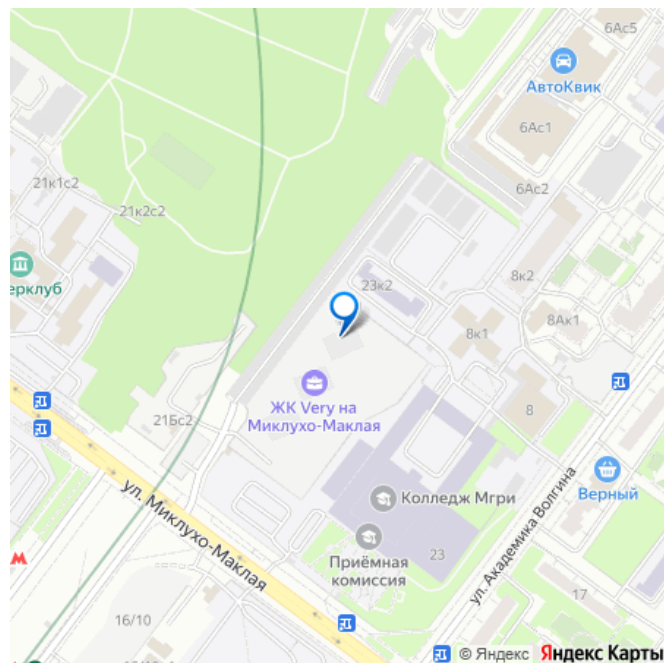 6Ас5
АвтоКвик
6Ас1
21к1с2
6Ас2
21к2с2
ерклуб
23к2
8к2
8Ак1
8к1
ЖК Very на
Миклухо-Маклая
21Бс2
8
ул. Миклухо-Маклая
Колледж Мгри
Верный
ул. Академика Волгина
Приёмная
комиссия
23
17
16/10
© Яндекс Яндекс Карты